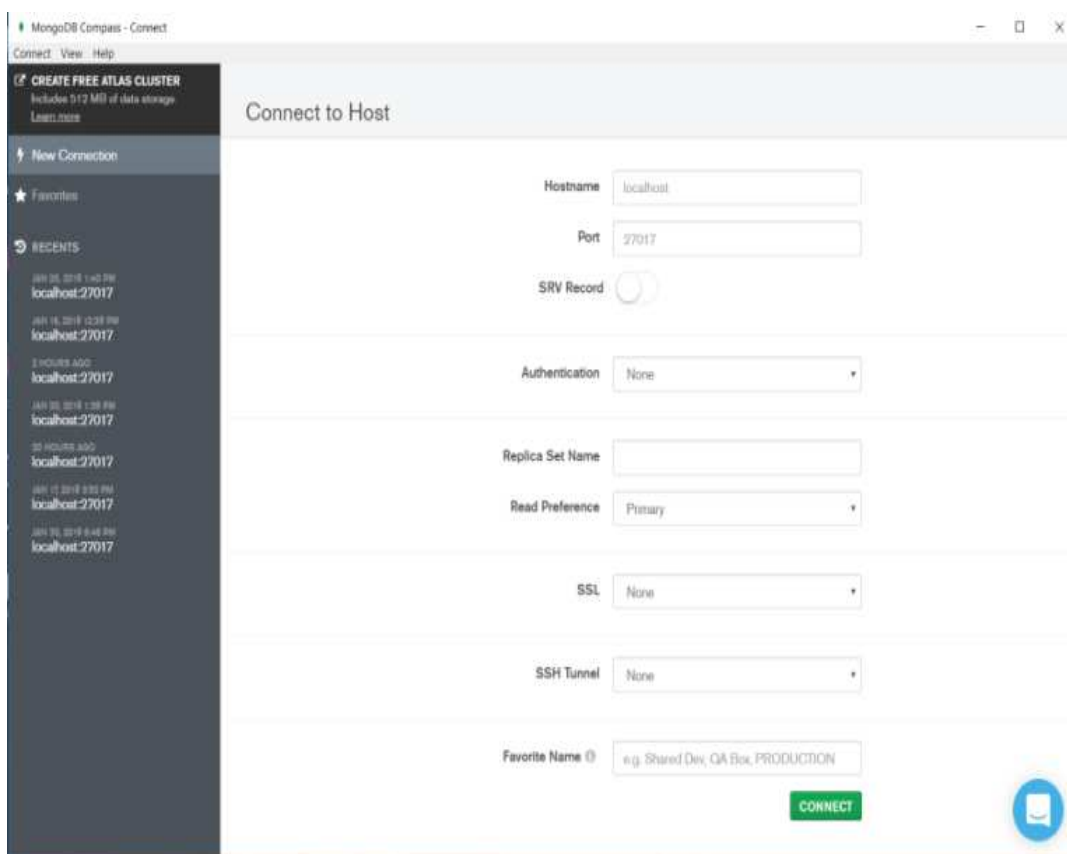 MongoDB Compass - Connect
Connect View Help
CREATE FREE ATLAS CLUSTER
Includes 512 MB of data storage.
Learn more
New Connection
Favorites
RECENTS
localhost:27017
localhost:27017
2 HOURS AGO
localhost:27017
localhost:27017
HOURS AGO
localhost:27017
localhost:27017
localhost:27017
Connect to Host
Hostname localhost
Port 27017
SRV Record
Authentication None
Replica Set Name
Read Preference Primary
SSL None
SSH Tunnel None
Favorite Name e.g. Shared Dev, QA Box, PRODUCTION
CONNECT